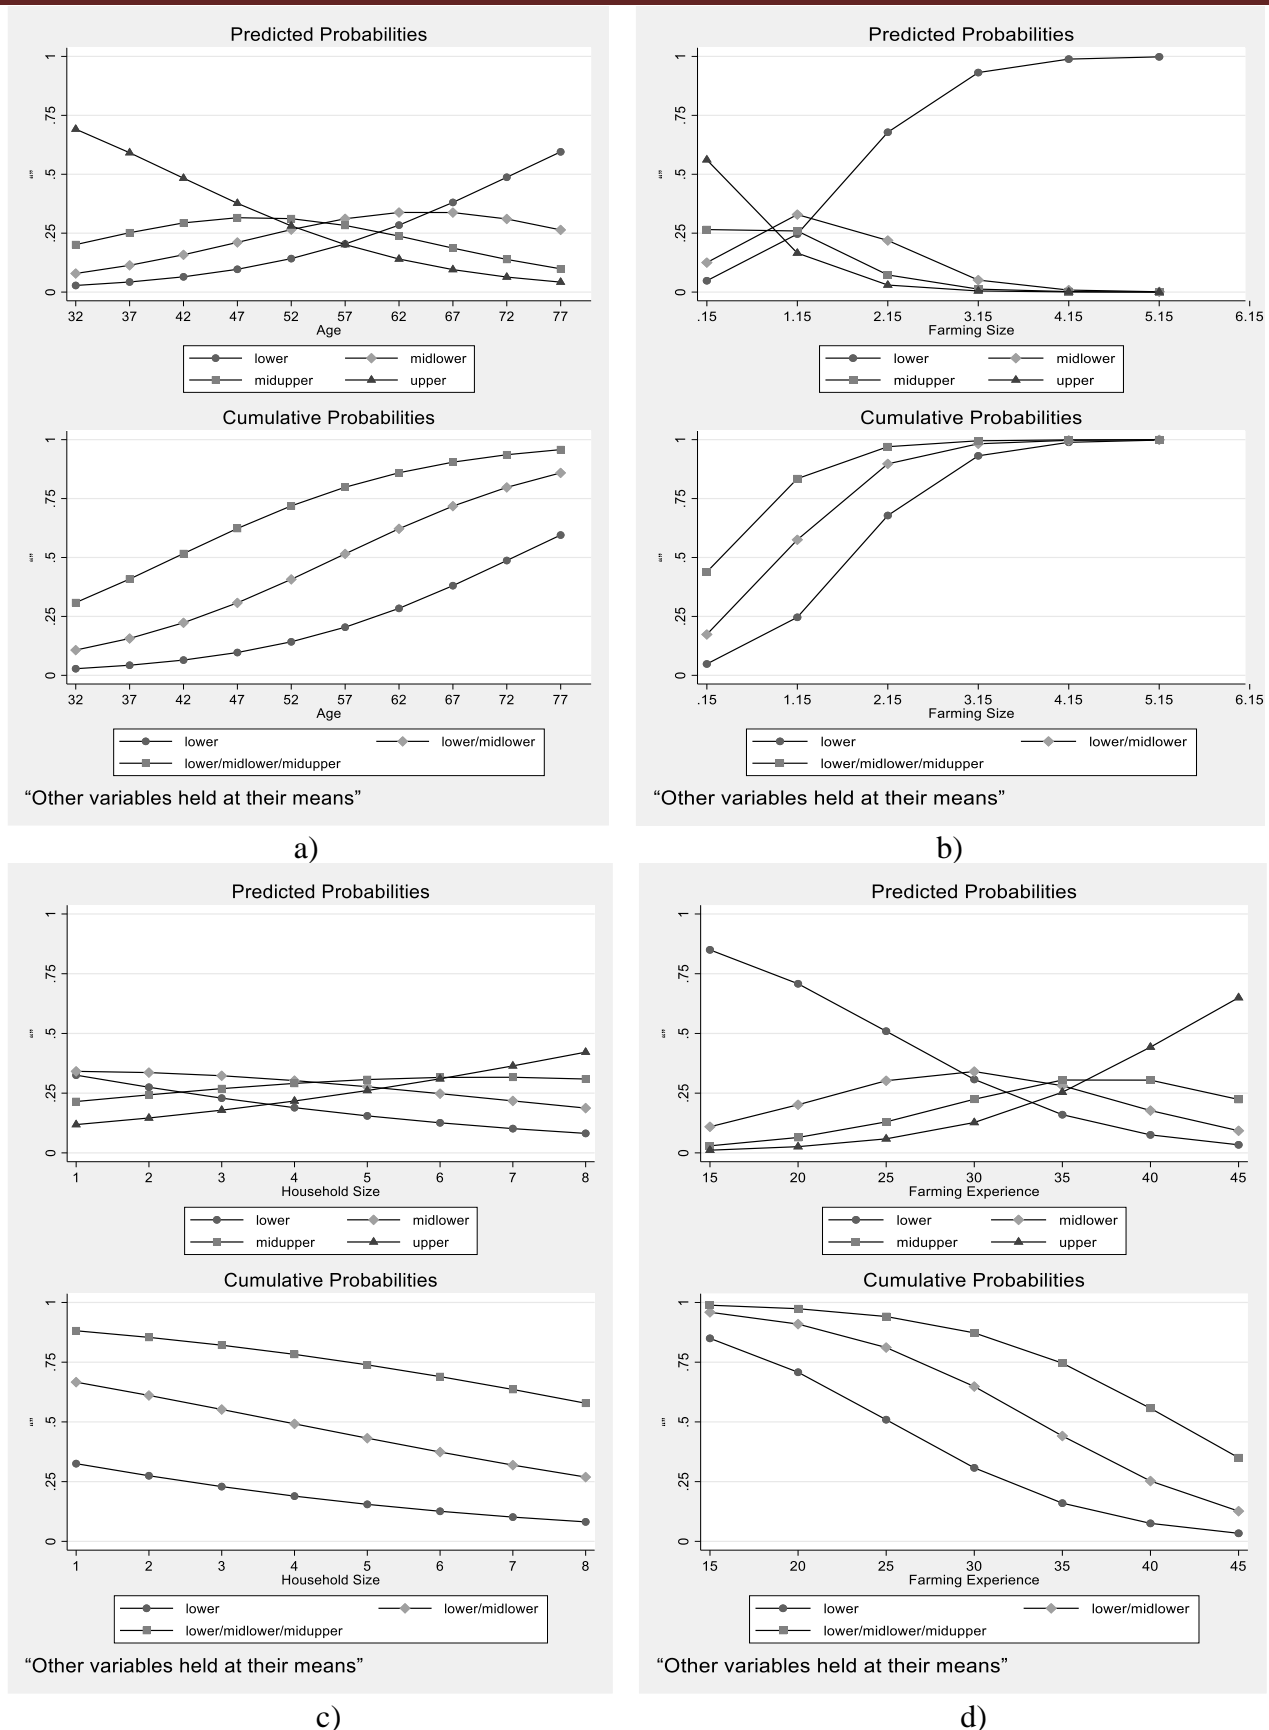 Predicted Probabilities
1
.75
.5
.25
0
“”
32 37 42 47 52 57 62 67 72 77
Age
lower midlower
midupper upper
Cumulative Probabilities
1
.75
.5
.25
0
“”
32 37 42 47 52 57 62 67 72 77
Age
lower lower/midlower
lower/midlower/midupper
“Other variables held at their means”
a)
Predicted Probabilities
1
.75
.5
.25
0
“”
.15 1.15 2.15 3.15 4.15 5.15 6.15
Farming Size
lower midlower
midupper upper
Cumulative Probabilities
1
.75
.5
.25
0
“”
.15 1.15 2.15 3.15 4.15 5.15 6.15
Farming Size
lower lower/midlower
lower/midlower/midupper
“Other variables held at their means”
b)
Predicted Probabilities
1
.75
.5
.25
0
“”
1 2 3 4 5 6 7 8
Household Size
lower midlower
midupper upper
Cumulative Probabilities
1
.75
.5
.25
0
“”
1 2 3 4 5 6 7 8
Household Size
lower lower/midlower
lower/midlower/midupper
“Other variables held at their means”
c)
Predicted Probabilities
1
.75
.5
.25
0
“”
15 20 25 30 35 40 45
Farming Experience
lower midlower
midupper upper
Cumulative Probabilities
1
.75
.5
.25
0
“”
15 20 25 30 35 40 45
Farming Experience
lower lower/midlower
lower/midlower/midupper
“Other variables held at their means”
d)